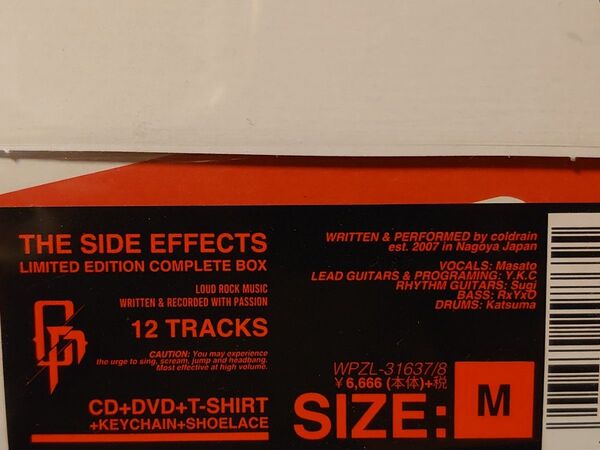 THE SIDE EFFECTS
LIMITED EDITION COMPLETE BOX
LOUD ROCK MUSIC
WRITTEN & RECORDED WITH PASSION
12 TRACKS
CAUTION: You may experience
the urge to sing, scream, jump and headbang.
Most effective at high volume.
CD+DVD+T-SHIRT
+KEYCHAIN+SHOELACE
WRITTEN & PERFORMED by coldrain
est. 2007 in Nagoya Japan
VOCALS: Masato
LEAD GUITARS & PROGRAMING: Y.K.C
RHYTHM GUITARS: Sugi
BASS: RxYxO
DRUMS: Katsuma
WPZL-31637/8
¥6,666 (本体)+税
SIZE: M